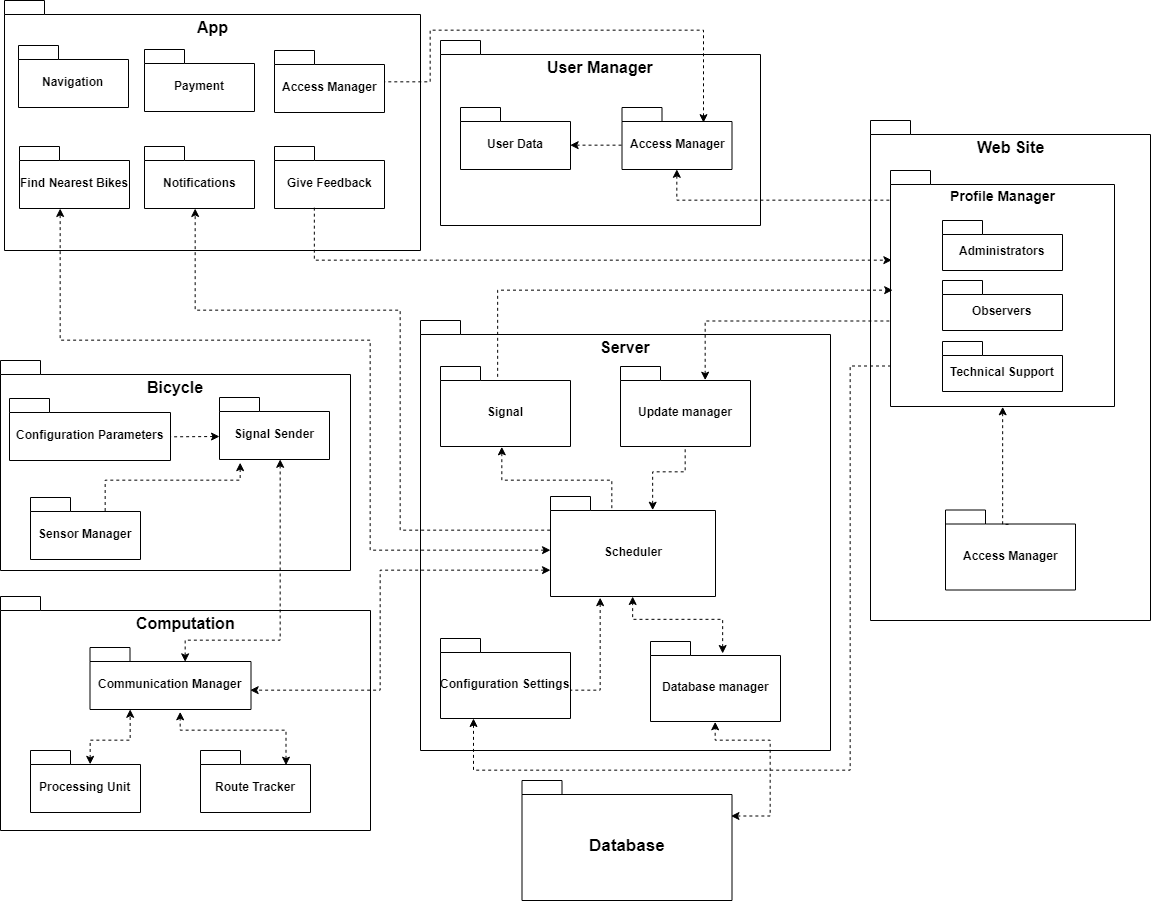 App
Navigation
Payment
Access Manager
Find Nearest Bikes
Notifications
Give Feedback
User Manager
User Data
Access Manager
Web Site
Profile Manager
Administrators
Observers
Technical Support
Access Manager
Bicycle
Configuration Parameters
Signal Sender
Sensor Manager
Server
Signal
Update manager
Scheduler
Configuration Settings
Database manager
Computation
Communication Manager
Processing Unit
Route Tracker
Database